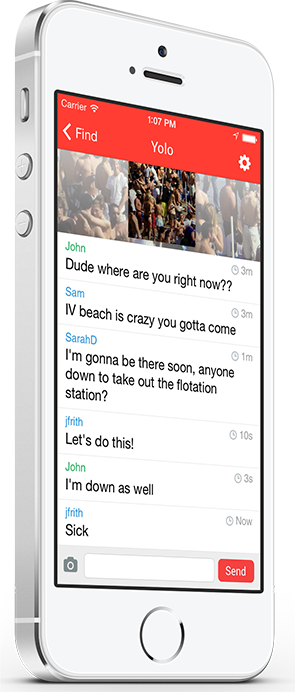 Carrier 1:07 PM
Find Yolo
John 3m
Dude where are you right now??
Sam 3m
IV beach is crazy you gotta come
SarahD 1m
I'm gonna be there soon, anyone
down to take out the flotation
station?
jfrith 10s
Let's do this!
John 3s
I'm down as well
jfrith Now
Sick
Send